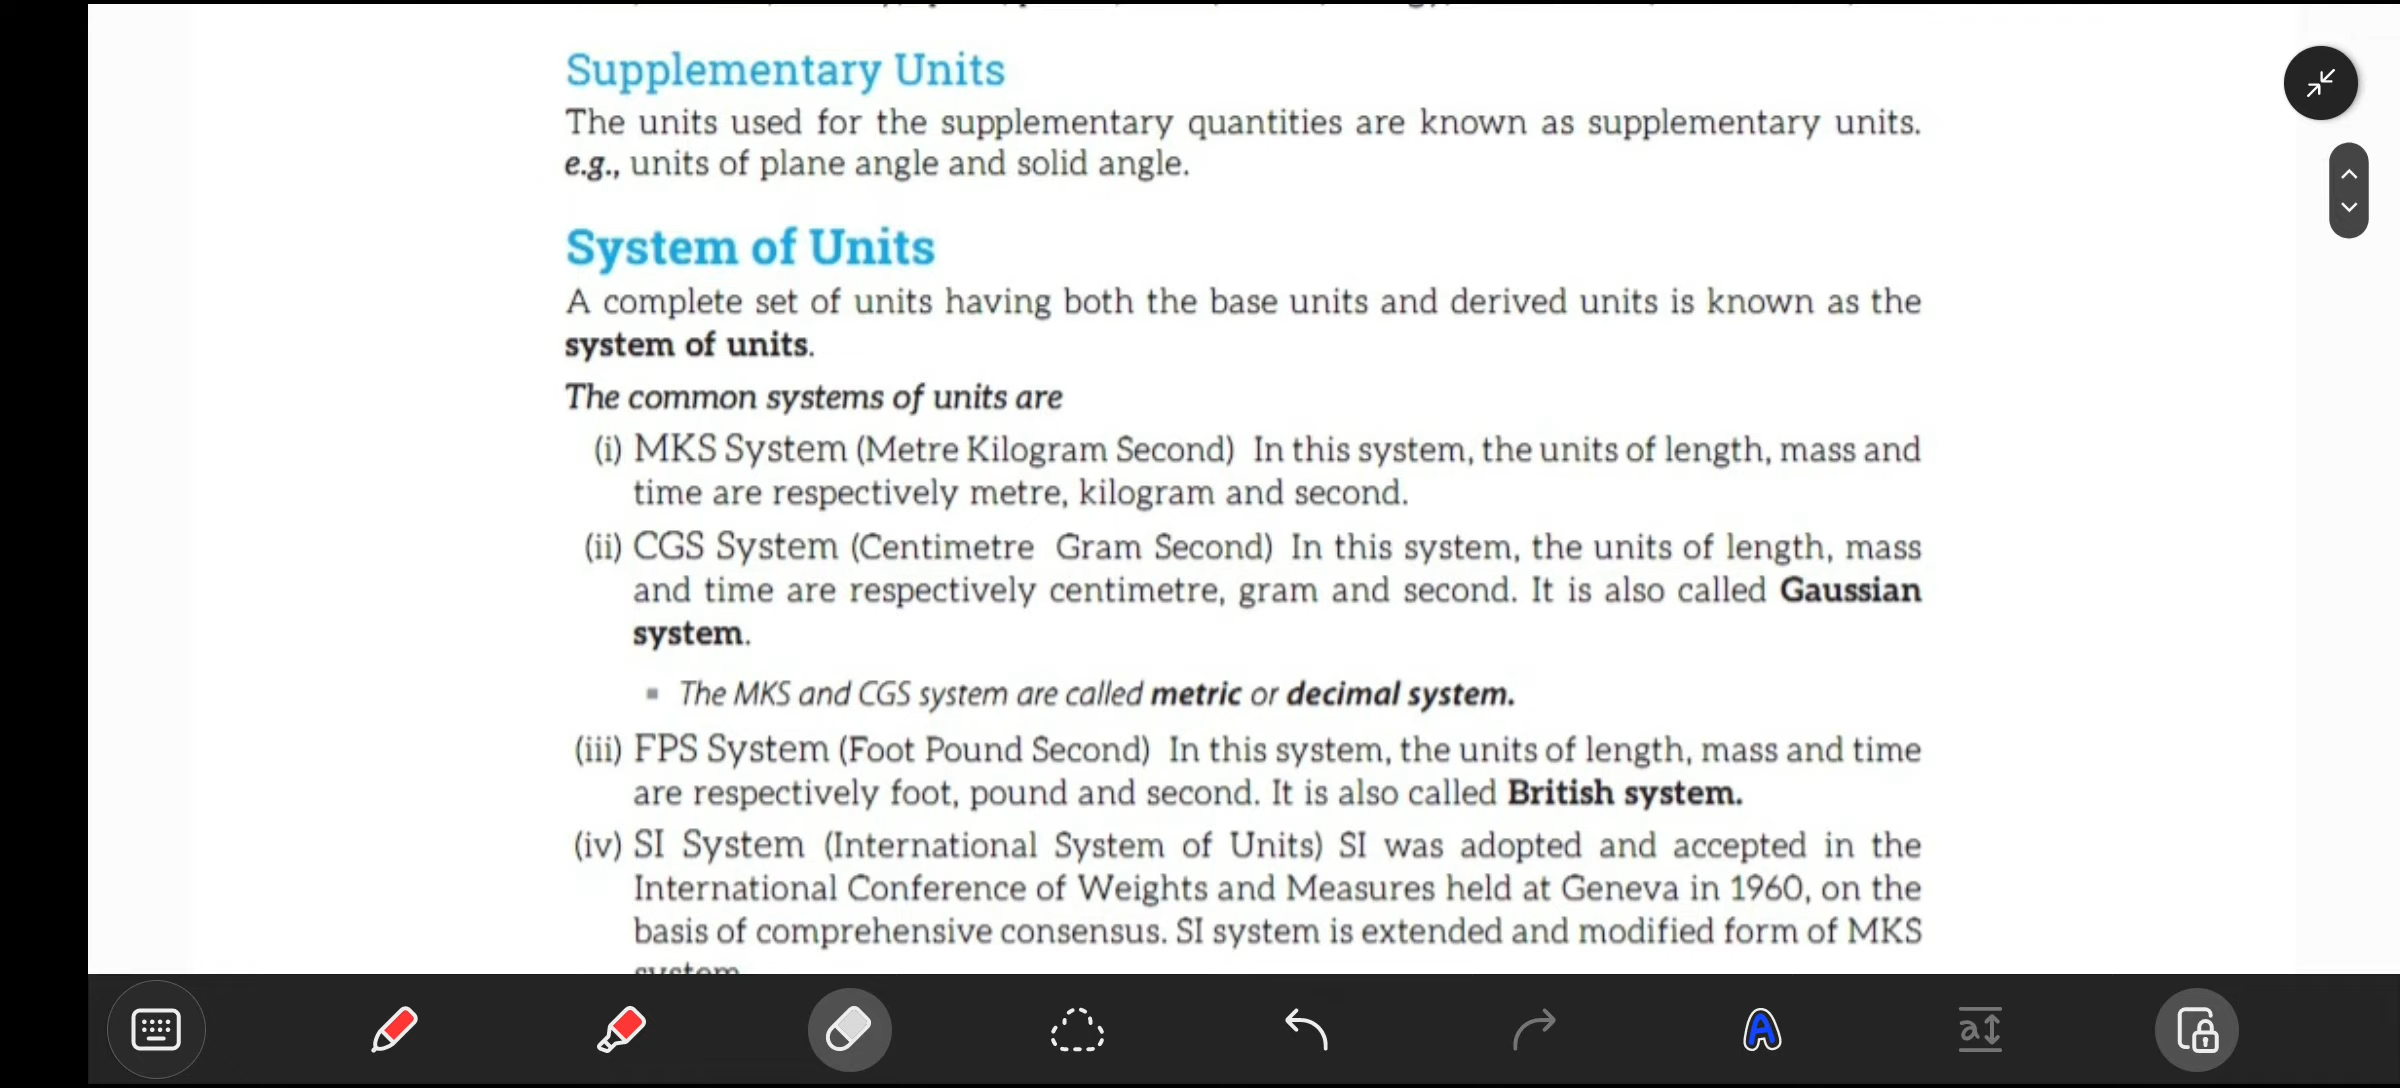 Supplementary Units
The units used for the supplementary quantities are known as supplementary units.
e.g., units of plane angle and solid angle.
System of Units
A complete set of units having both the base units and derived units is known as the
system of units.
The common systems of units are
(i) MKS System (Metre Kilogram Second) In this system, the units of length, mass and
time are respectively metre, kilogram and second.
(ii) CGS System (Centimetre Gram Second) In this system, the units of length, mass
and time are respectively centimetre, gram and second. It is also called Gaussian
system.
▪ The MKS and CGS system are called metric or decimal system.
(iii) FPS System (Foot Pound Second) In this system, the units of length, mass and time
are respectively foot, pound and second. It is also called British system.
(iv) SI System (International System of Units) SI was adopted and accepted in the
International Conference of Weights and Measures held at Geneva in 1960, on the
basis of comprehensive consensus. SI system is extended and modified form of MKS
system
A
a